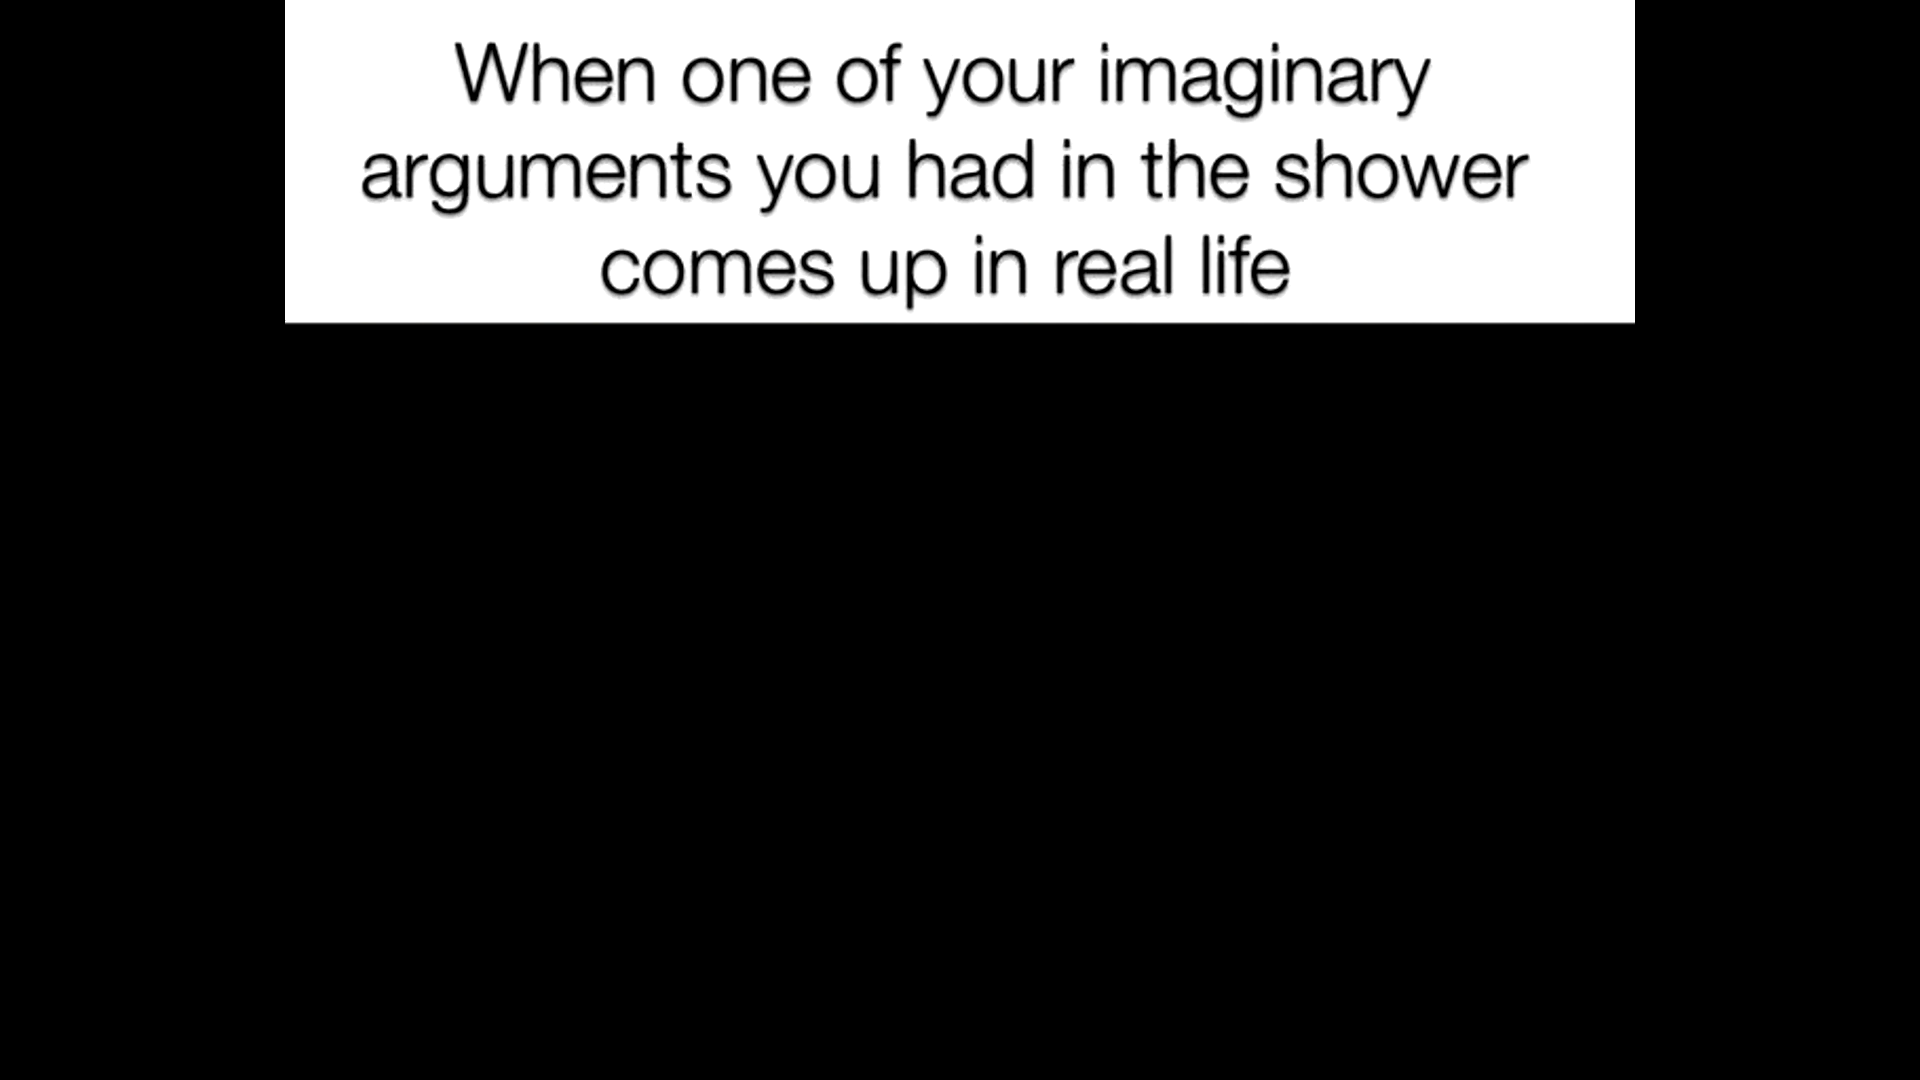 When one of your imaginary
arguments you had in the shower
comes up in real life